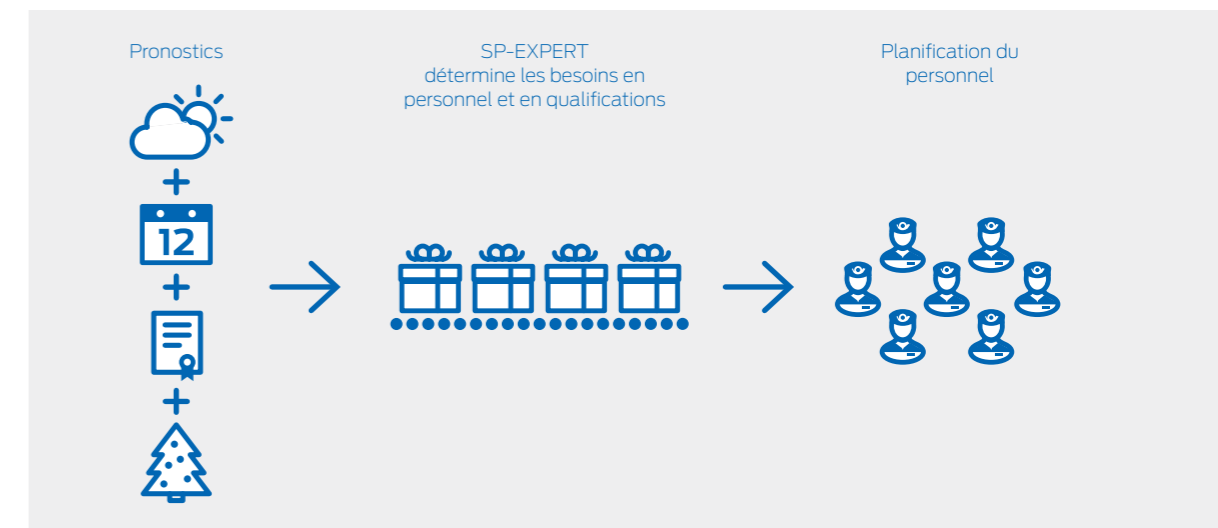 Pronostics
SP-EXPERT
détermine les besoins en
personnel et en qualifications
Planification du
personnel
12